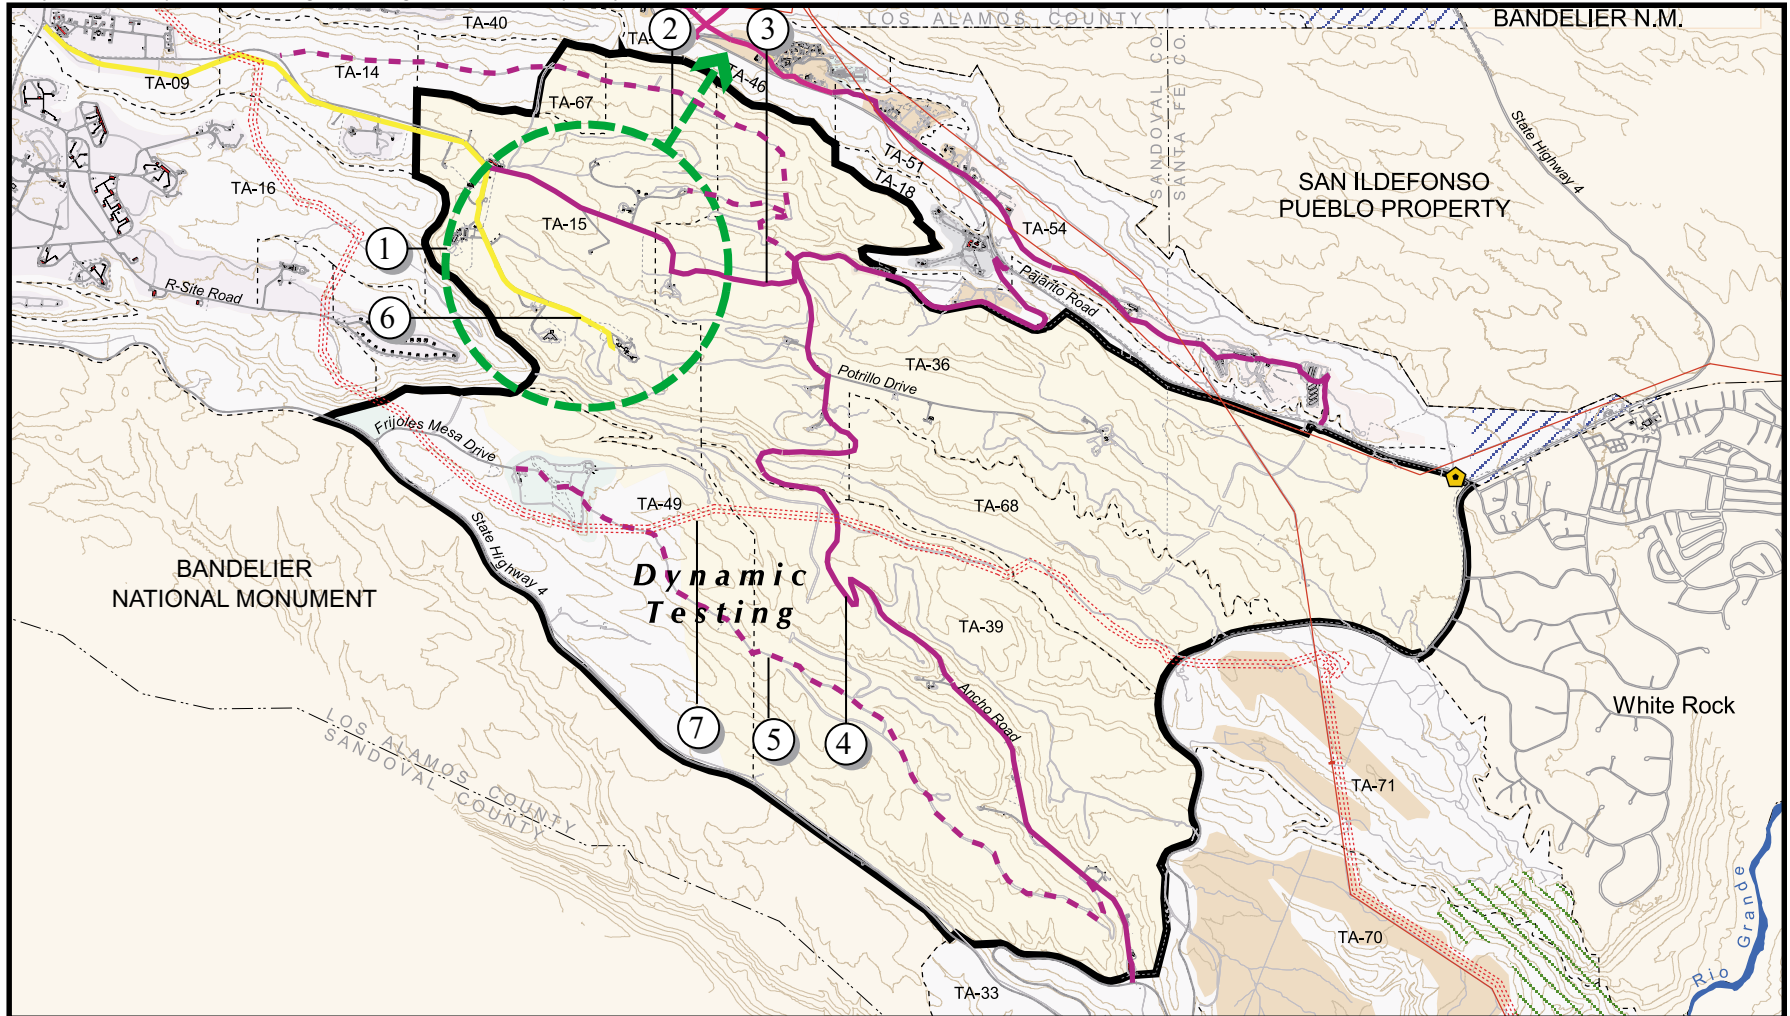 TA-40
TA-
2
3
LOS ALAMOS COUNTY
BANDELIER N.M.
TA-09
TA-14
TA-46
TA-67
SANDOVAL CO.
SANTA FE CO.
State Highway 4
TA-51
TA-18
TA-16
SAN ILDEFONSO
PUEBLO PROPERTY
TA-15
TA-54
1
Pajarito Road
R-Site Road
6
TA-36
Potrillo Drive
Frijoles Mesa Drive
TA-49
TA-68
State Highway 4
BANDELIER
NATIONAL MONUMENT
Dynamic
Testing
TA-39
Ancho Road
White Rock
7
5
4
LOS ALAMOS COUNTY
SANDOVAL COUNTY
TA-71
TA-70
TA-33
Rio Granpe